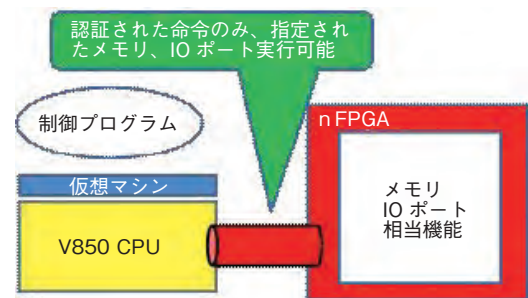 認証された命令のみ、指定され
たメモリ、IO ポート実行可能
制御プログラム
n FPGA
仮想マシン
メモリ
IO ポート
相当機能
V850 CPU